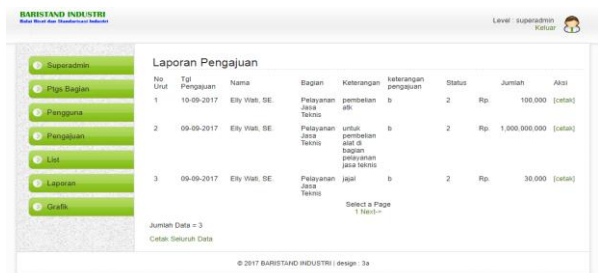 BARISTAND INDUSTRI
Balai Riset dan Standarisasi Industri
Level : superadmin
Keluar
Superadmin
Ptgs Bagian
Pangguna
Pengajuan
List
Laporan
Grafik
Laporan Pengajuan
No Urut Tgl Pengajuan Nama Bagian Keterangan keterangan pengajuan Status Jumlah Aksi
1 10-09-2017 Elly Wati, SE. Pelayanan Jasa Teknis pembelian atk b 2 Rp. 100,000 [cetak]
2 09-09-2017 Elly Wati, SE. Pelayanan Jasa Teknis untuk pembelian alat di bagian pelayanan jasa teknis b 2 Rp. 1,000,000,000 [cetak]
3 09-09-2017 Elly Wati, SE. Pelayanan Jasa Teknis jajal b 2 Rp. 30,000 [cetak]
Select a Page
1 Next->
Jumlah Data = 3
Cetak Seluruh Data
© 2017 BARISTAND INDUSTRI | design : 3a